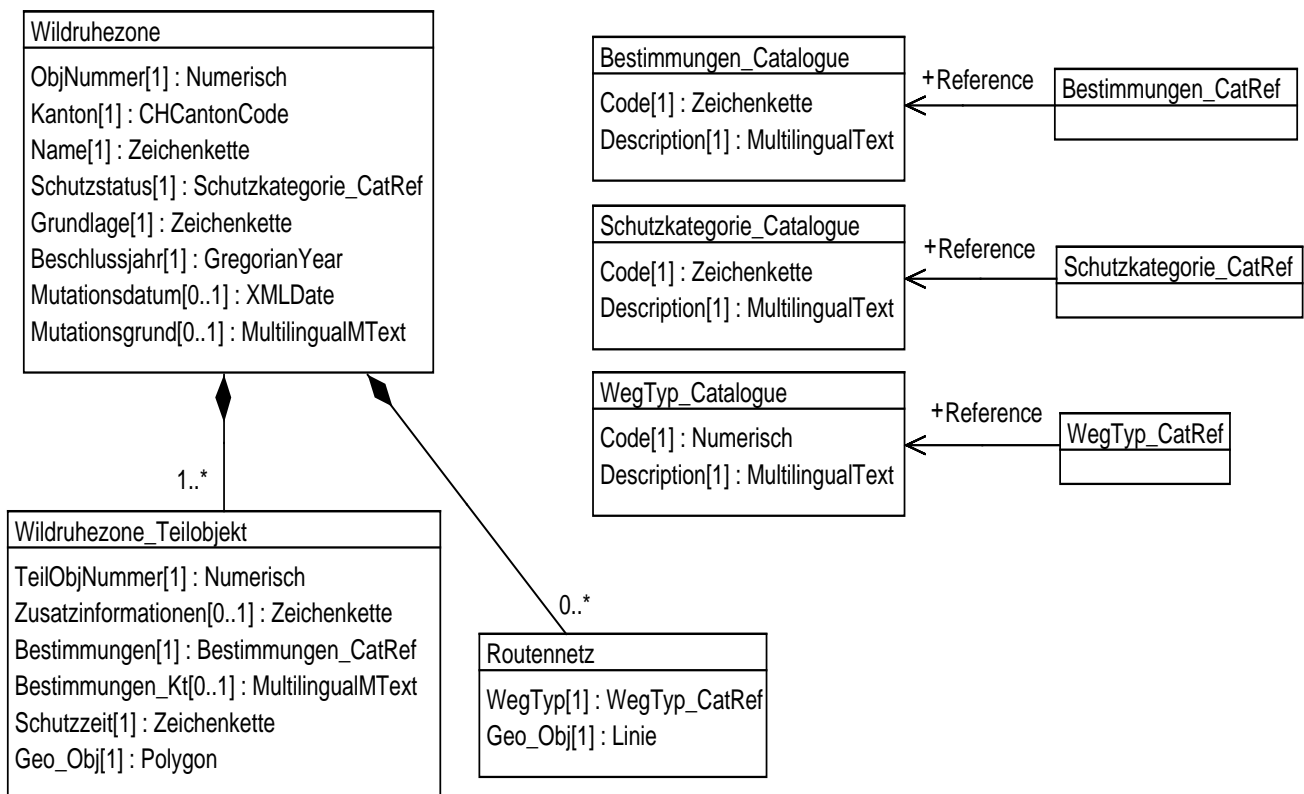 Wildruhezone
ObjNummer[1] : Numerisch
Kanton[1] : CHCantonCode
Name[1] : Zeichenkette
Schutzstatus[1] : Schutzkategorie_CatRef
Grundlage[1] : Zeichenkette
Beschlussjahr[1] : GregorianYear
Mutationsdatum[0..1] : XMLDate
Mutationsgrund[0..1] : MultilingualMText
1..*
Wildruhezone_Teilobjekt
TeilObjNummer[1] : Numerisch
Zusatzinformationen[0..1] : Zeichenkette
Bestimmungen[1] : Bestimmungen_CatRef
Bestimmungen_Kt[0..1] : MultilingualMText
Schutzzeit[1] : Zeichenkette
Geo_Obj[1] : Polygon
0..*
Routennetz
WegTyp[1] : WegTyp_CatRef
Geo_Obj[1] : Linie
Bestimmungen_Catalogue
Code[1] : Zeichenkette
Description[1] : MultilingualText
+Reference
Bestimmungen_CatRef
Schutzkategorie_Catalogue
Code[1] : Zeichenkette
Description[1] : MultilingualText
+Reference
Schutzkategorie_CatRef
WegTyp_Catalogue
Code[1] : Numerisch
Description[1] : MultilingualText
+Reference
WegTyp_CatRef